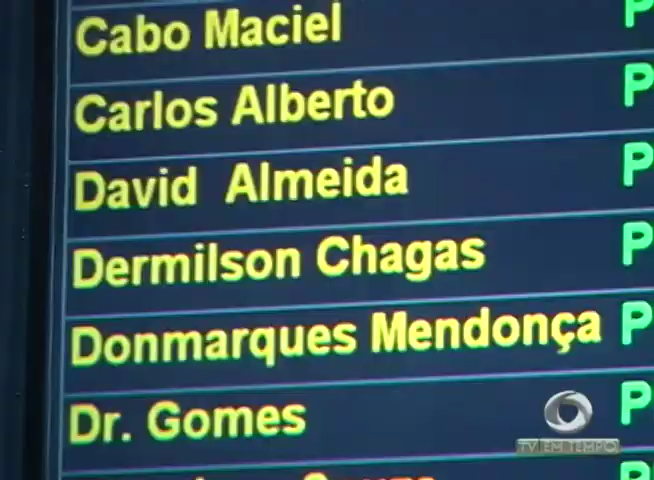 Cabo Maciel P
Carlos Alberto P
David Almeida P
Dermilson Chagas P
Donmarques Mendonça P
Dr. Gomes P
TV EM TEMPO